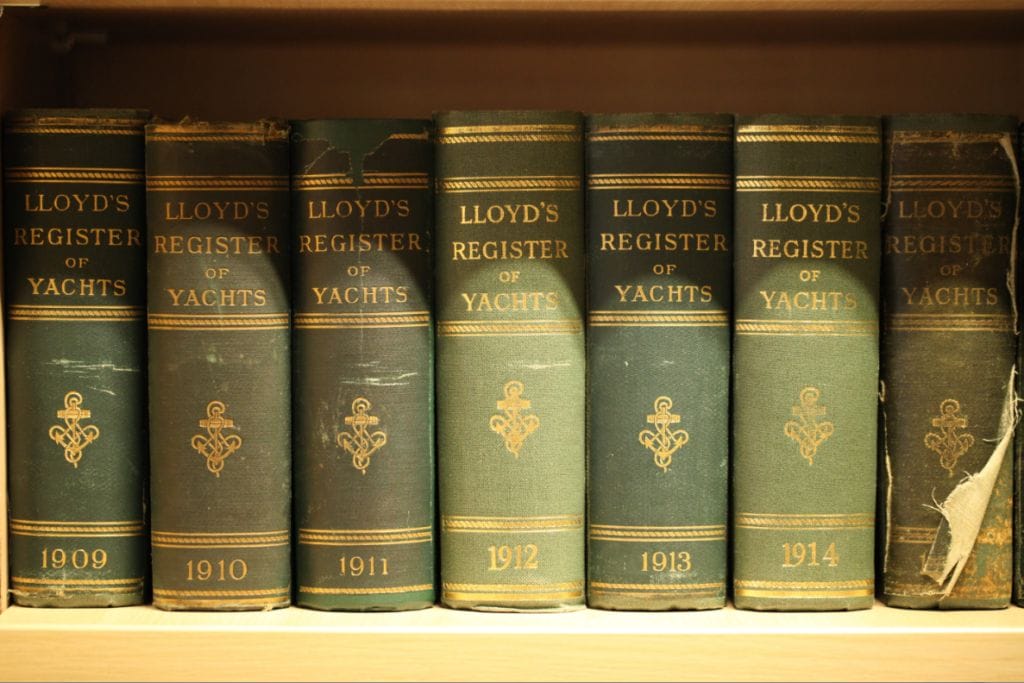 LLOYD'S
REGISTER
OF
YACHTS
1909
LLOYD'S
REGISTER
OF
YACHTS
1910
LLOYD'S
REGISTER
OF
YACHTS
1911
LLOYD'S
REGISTER
OF
YACHTS
1912
LLOYD'S
REGISTER
OF
YACHTS
1913
LLOYD'S
REGISTER
OF
YACHTS
1914
LLOYD'S
REGISTER
OF
YACHTS